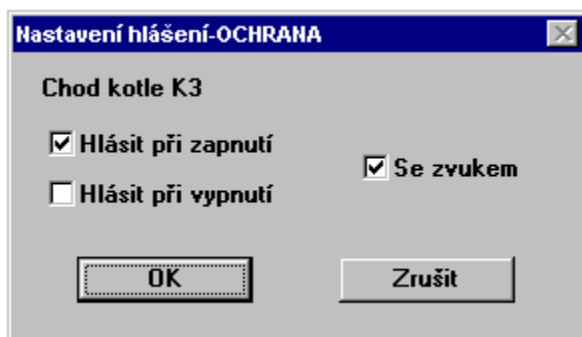 Nastavení hlášení-OCHRANA
Chod kotle K3
Hlásit při zapnutí
Se zvukem
Hlásit při vypnutí
OK
Zrušit